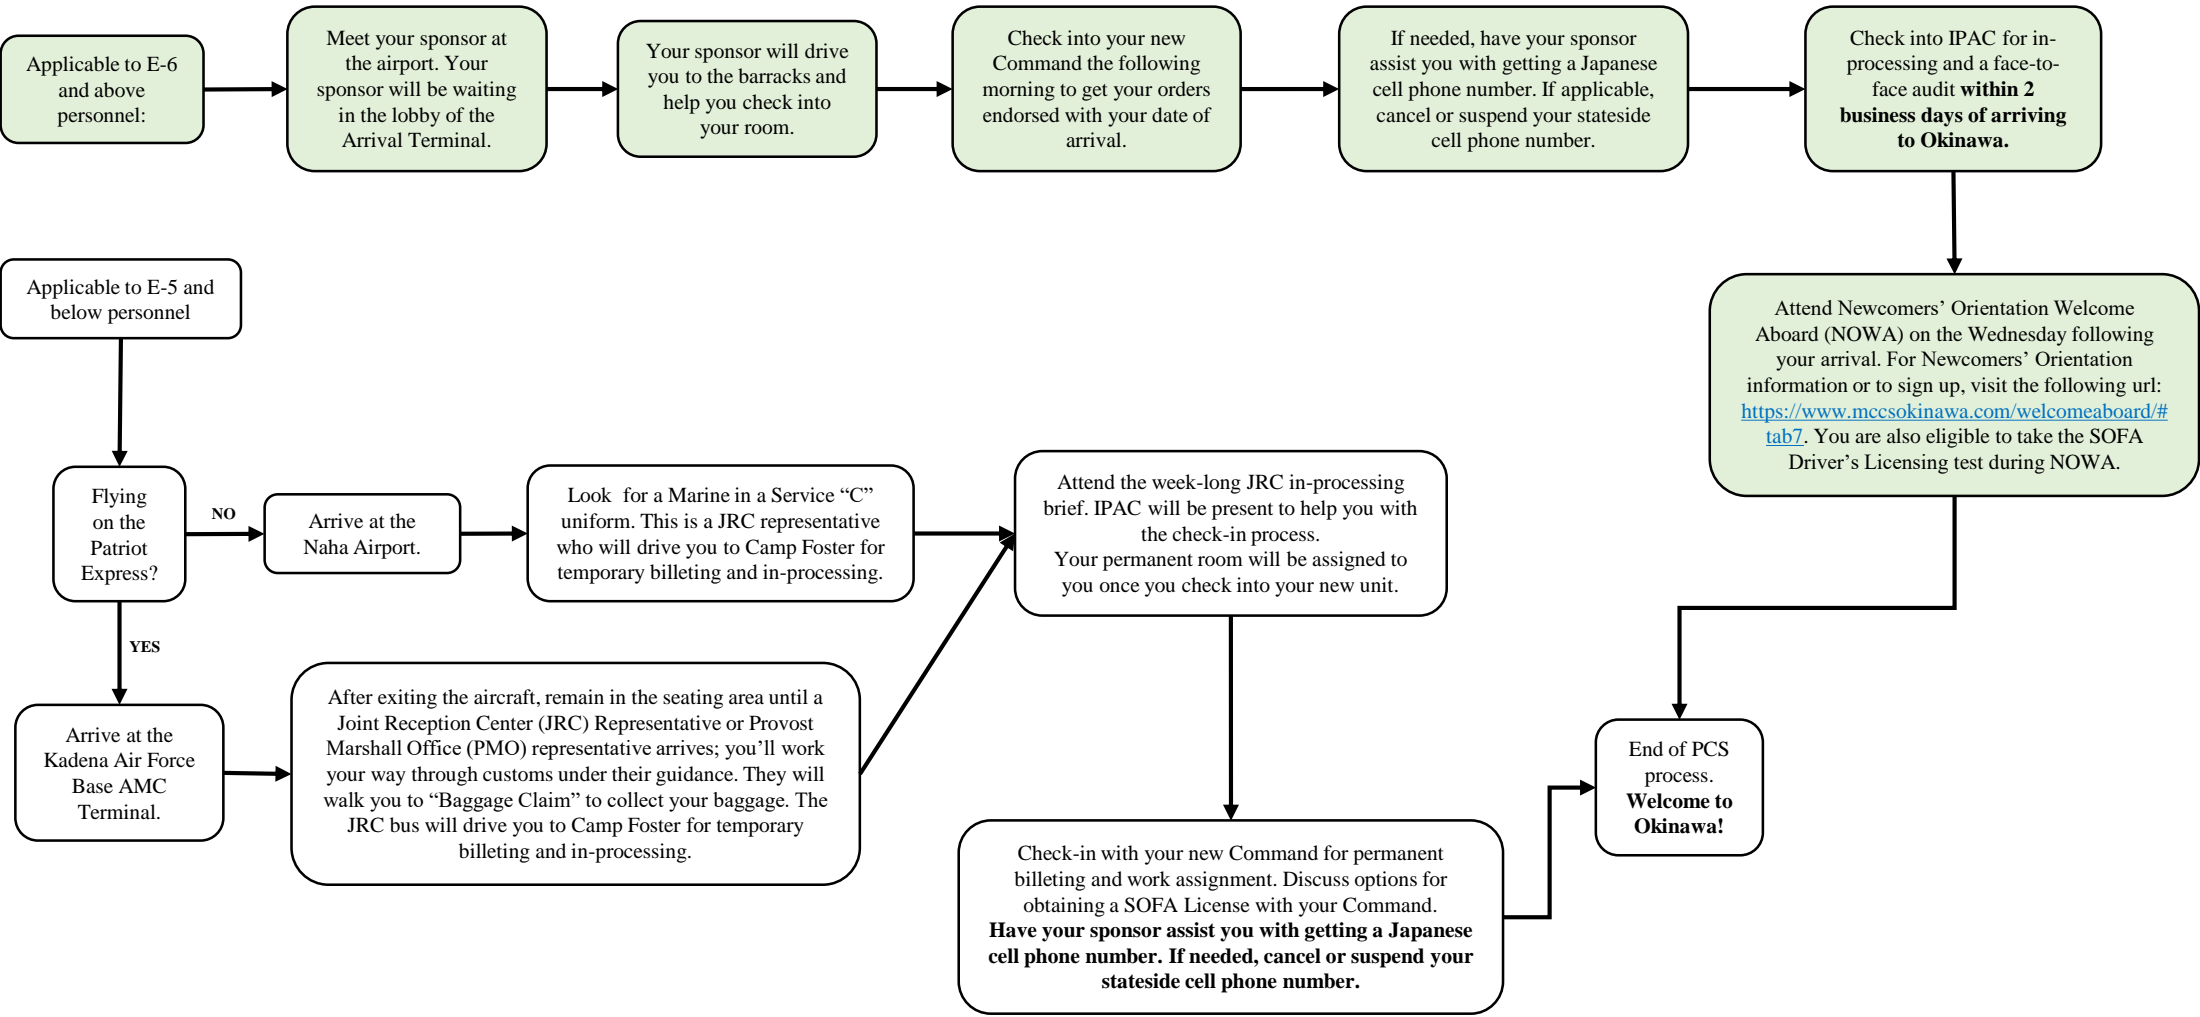 Applicable to E-6
and above
personnel:
Meet your sponsor at
the airport. Your
sponsor will be waiting
in the lobby of the
Arrival Terminal.
Your sponsor will drive
you to the barracks and
help you check into
your room.
Check into your new
Command the following
morning to get your orders
endorsed with your date of
arrival.
If needed, have your sponsor
assist you with getting a Japanese
cell phone number. If applicable,
cancel or suspend your stateside
cell phone number.
Check into IPAC for in-
processing and a face-to-
face audit within 2
business days of arriving
to Okinawa.
Attend Newcomers’ Orientation Welcome
Aboard (NOWA) on the Wednesday following
your arrival. For Newcomers’ Orientation
information or to sign up, visit the following url:
https://www.mccsokinawa.com/welcomeaboard/#
tab7. You are also eligible to take the SOFA
Driver’s Licensing test during NOWA.
Applicable to E-5 and
below personnel
Flying
on the
Patriot
Express?
NO
Arrive at the
Naha Airport.
Look for a Marine in a Service “C”
uniform. This is a JRC representative
who will drive you to Camp Foster for
temporary billeting and in-processing.
YES
Arrive at the
Kadena Air Force
Base AMC
Terminal.
After exiting the aircraft, remain in the seating area until a
Joint Reception Center (JRC) Representative or Provost
Marshall Office (PMO) representative arrives; you’ll work
your way through customs under their guidance. They will
walk you to “Baggage Claim” to collect your baggage. The
JRC bus will drive you to Camp Foster for temporary
billeting and in-processing.
Attend the week-long JRC in-processing
brief. IPAC will be present to help you with
the check-in process.
Your permanent room will be assigned to
you once you check into your new unit.
Check-in with your new Command for permanent
billeting and work assignment. Discuss options for
obtaining a SOFA License with your Command.
Have your sponsor assist you with getting a Japanese
cell phone number. If needed, cancel or suspend your
stateside cell phone number.
End of PCS
process.
Welcome to
Okinawa!